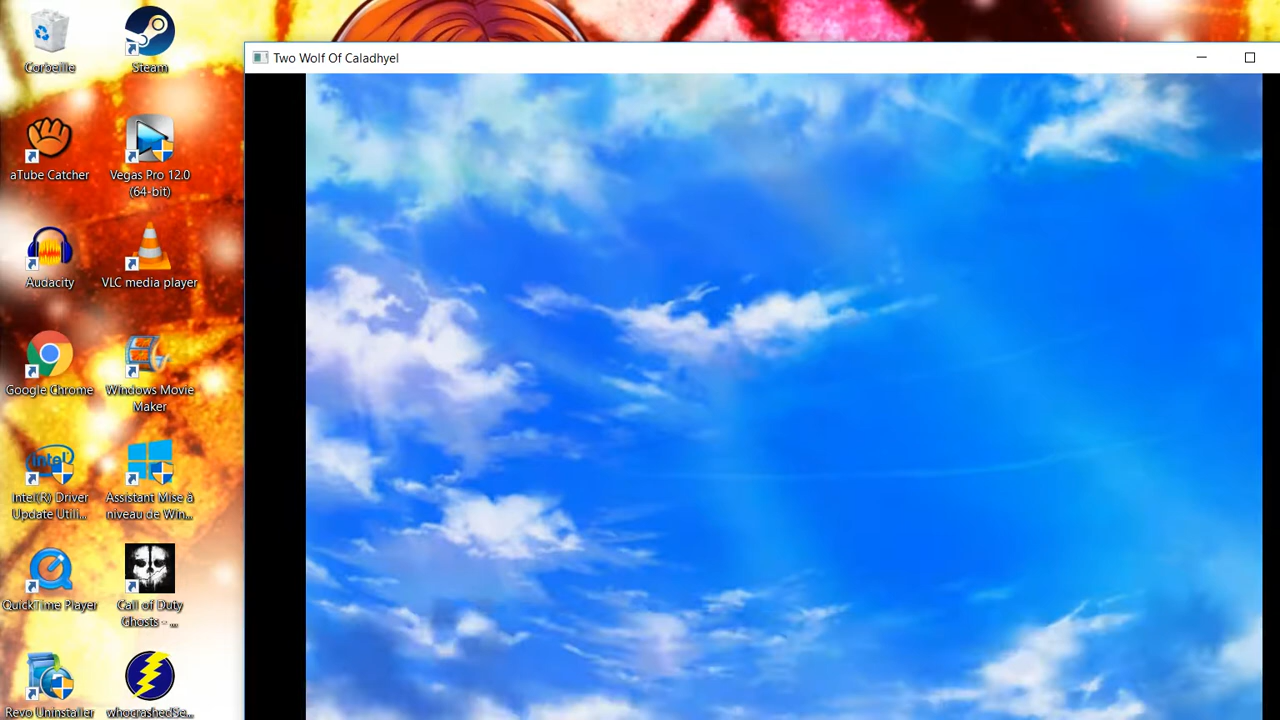 Two Wolf Of Caladhyel
Corbeille
Steam
aTube Catcher
Vegas Pro 12.0
(64-bit)
Audacity
VLC media player
Google Chrome
Windows Movie
Maker
intel
Intel(R) Driver
Update Utili...
Assistant Mise à
niveau de Win...
QuickTime Player
Call of Duty
Ghosts - ...
Revo Uninstaller
whocrashedSe...